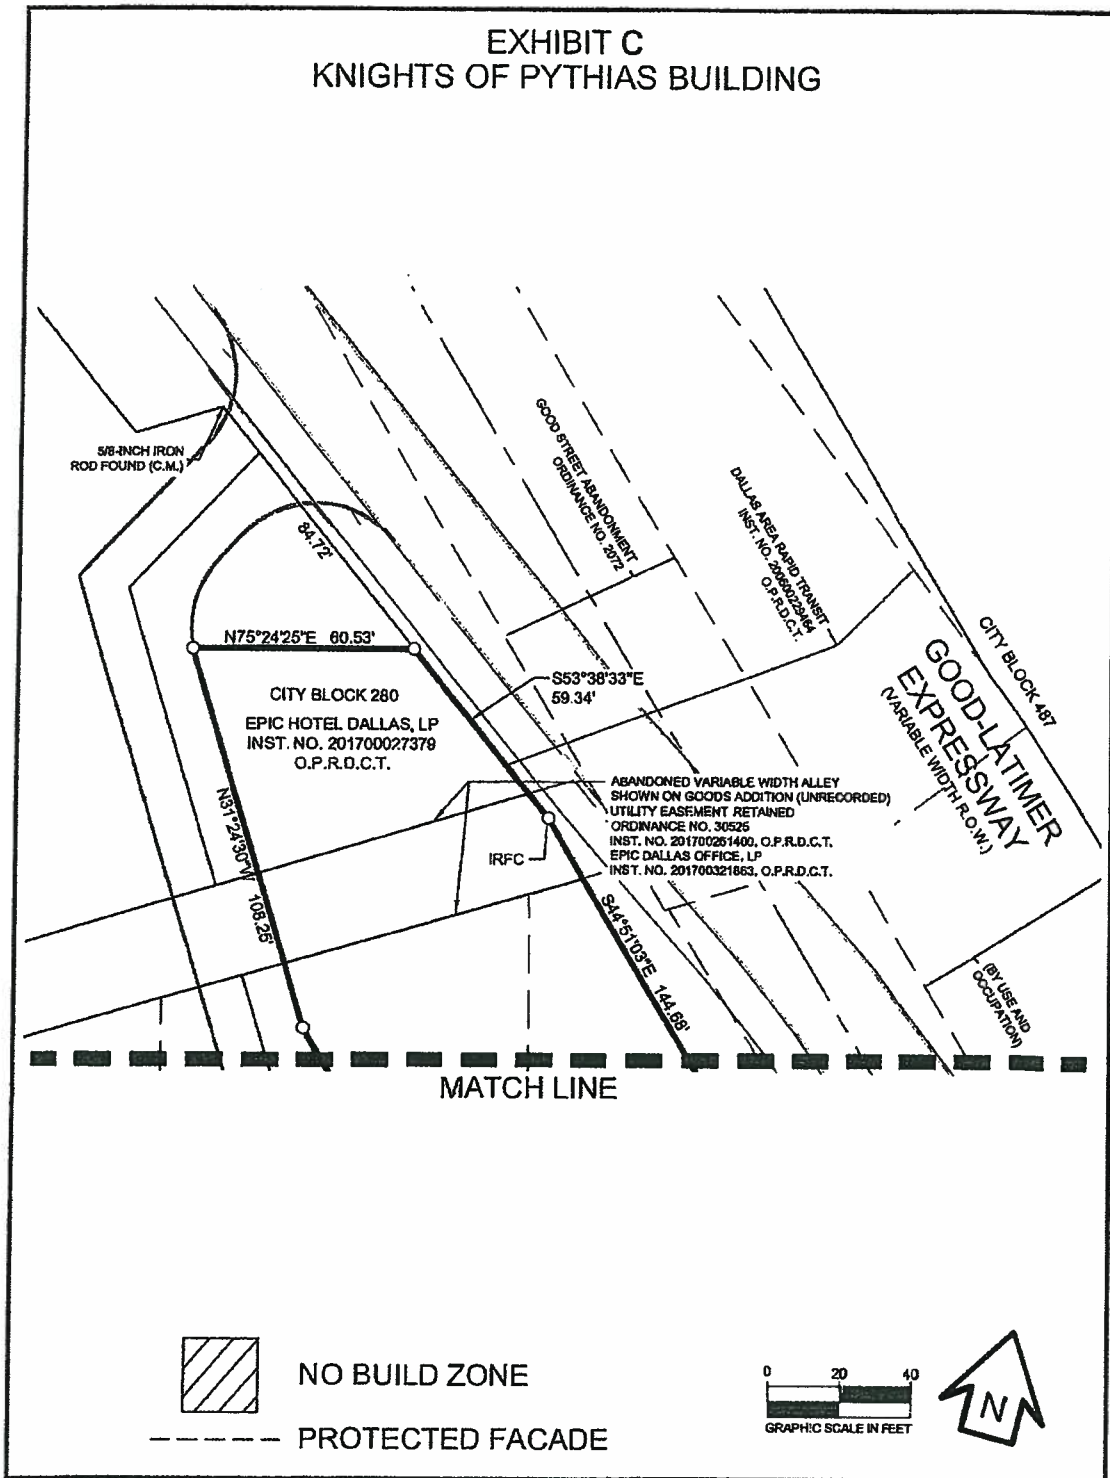 EXHIBIT C
KNIGHTS OF PYTHIAS BUILDING
5/8-INCH IRON
ROD FOUND (C.M.)
84.72'
GOOD STREET ABANDONMENT
ORDINANCE NO. 2072
DALLAS AREA RAPID TRANSIT
INST. NO. 200600229464
O.P.R.D.C.T.
CITY BLOCK 487
GOOD-LATIMER
EXPRESSWAY
(VARIABLE WIDTH R.O.W.)
N75°24'25"E 60.53'
S53°38'33"E
59.34'
CITY BLOCK 280
EPIC HOTEL DALLAS, LP
INST. NO. 201700027379
O.P.R.D.C.T.
N31°24'30"W 108.25'
ABANDONED VARIABLE WIDTH ALLEY
SHOWN ON GOODS ADDITION (UNRECORDED)
UTILITY EASEMENT RETAINED
ORDINANCE NO. 30525
INST. NO. 201700261400, O.P.R.D.C.T.
EPIC DALLAS OFFICE, LP
INST. NO. 201700321863, O.P.R.D.C.T.
IRFC
S44°51'03"E 144.68'
(BY USE AND
OCCUPATION)
MATCH LINE
NO BUILD ZONE
PROTECTED FACADE
0 20 40
GRAPHIC SCALE IN FEET
N